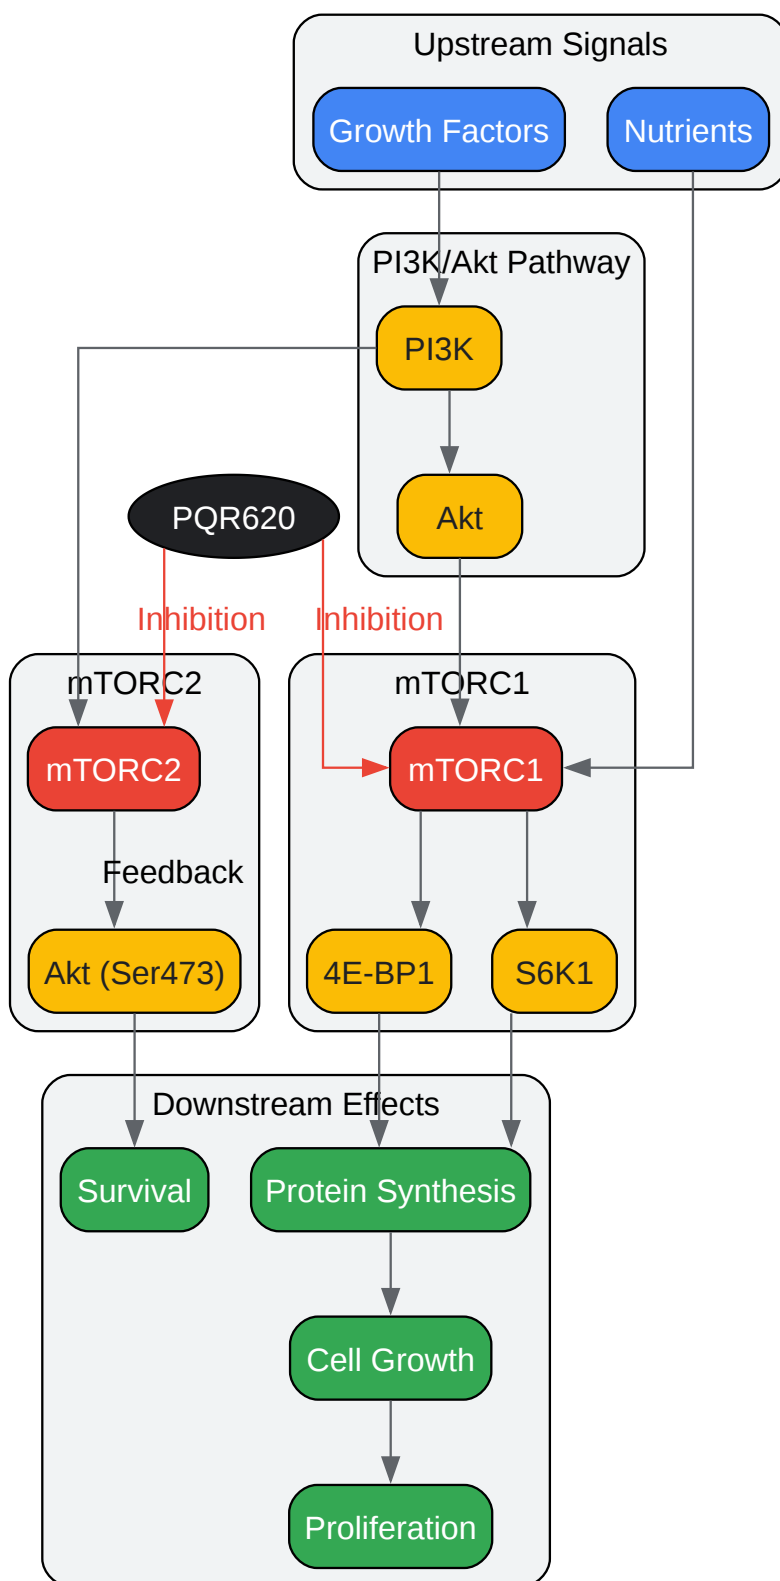 Upstream Signals
Growth Factors
Nutrients
PI3K/Akt Pathway
PI3K
Akt
PQR620
Inhibition
Inhibition
mTORC2
mTORC1
mTORC2
mTORC1
Feedback
Akt (Ser473)
4E-BP1
S6K1
Downstream Effects
Survival
Protein Synthesis
Cell Growth
Proliferation